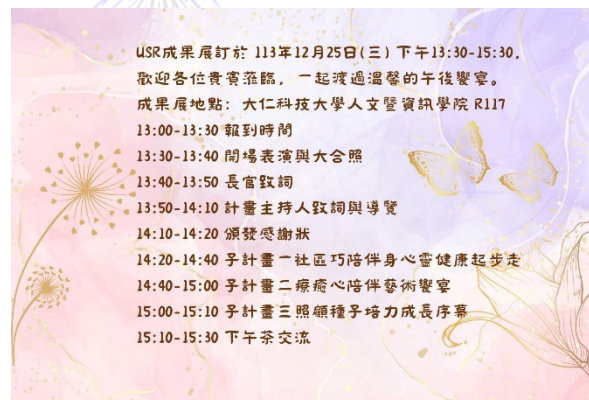 USR成果展訂於 113年12月25日(三) 下午13:30-15:30，
歡迎各位貴賓蒞臨，一起渡過溫馨的午後饗宴。
成果展地點：大仁科技大學人文暨資訊學院 R117
13:00-13:30 報到時間
13:30-13:40 開場表演與大合照
13:40-13:50 長官致詞
13:50-14:10 計畫主持人致詞與導覽
14:10-14:20 頒發感謝狀
14:20-14:40 子計畫一社區巧陪伴身心靈健康起步走
14:40-15:00 子計畫二療癒心陪伴藝術饗宴
15:00-15:10 子計畫三照顧種子培力成長序幕
15:10-15:30 下午茶交流